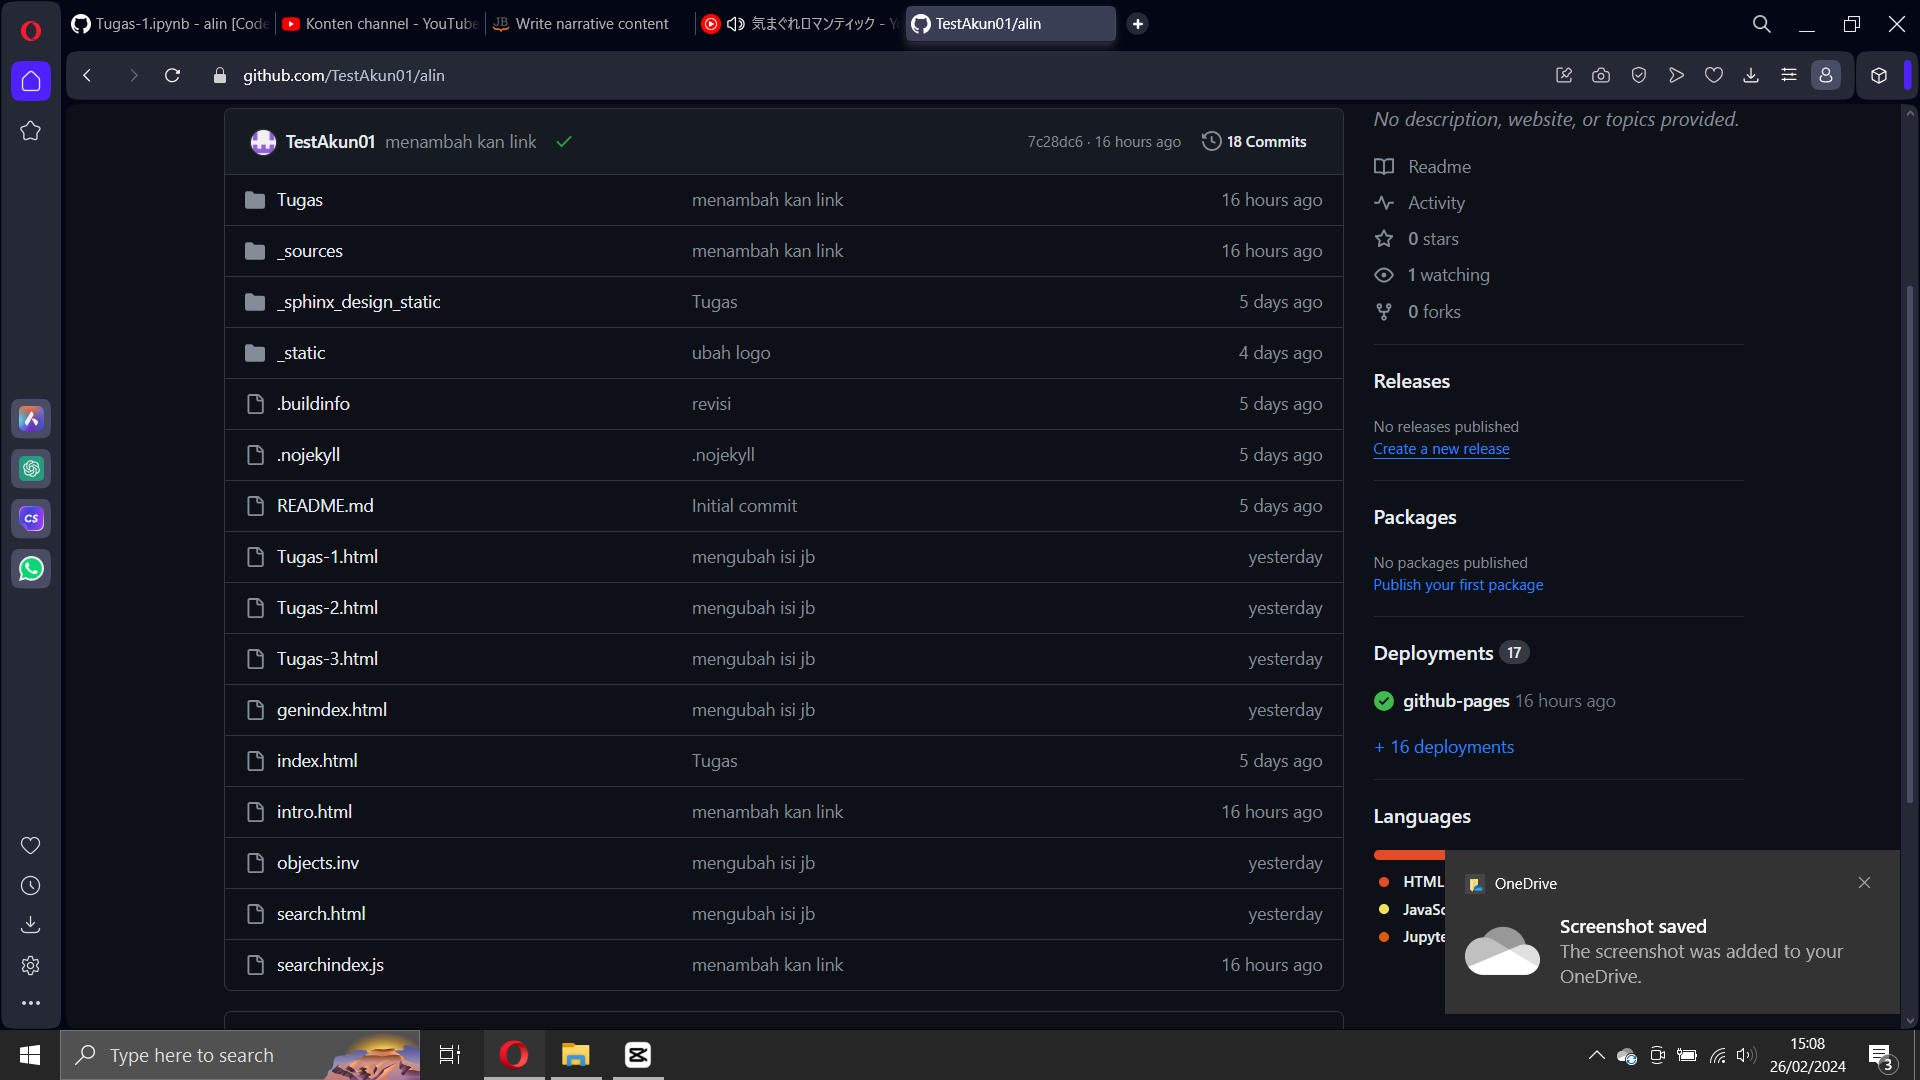 Tugas-1.ipynb - alin [Code
Konten channel - YouTube
Write narrative content
気まぐれロマンティック - Yo
TestAkun01/alin
github.com/TestAkun01/alin
TestAkun01 menambah kan link
7c28dc6 · 16 hours ago
18 Commits
Tugas menambah kan link 16 hours ago
_sources menambah kan link 16 hours ago
_sphinx_design_static Tugas 5 days ago
_static ubah logo 4 days ago
.buildinfo revisi 5 days ago
.nojekyll .nojekyll 5 days ago
README.md Initial commit 5 days ago
Tugas-1.html mengubah isi jb yesterday
Tugas-2.html mengubah isi jb yesterday
Tugas-3.html mengubah isi jb yesterday
genindex.html mengubah isi jb yesterday
index.html Tugas 5 days ago
intro.html menambah kan link 16 hours ago
objects.inv mengubah isi jb yesterday
search.html mengubah isi jb yesterday
searchindex.js menambah kan link 16 hours ago
No description, website, or topics provided.
Readme
Activity
0 stars
1 watching
0 forks
Releases
No releases published
Create a new release
Packages
No packages published
Publish your first package
Deployments 17
github-pages 16 hours ago
+ 16 deployments
Languages
HTML
JavaSc
Jupyte
OneDrive
Screenshot saved
The screenshot was added to your
OneDrive.
CS
Type here to search
15:08
26/02/2024
3